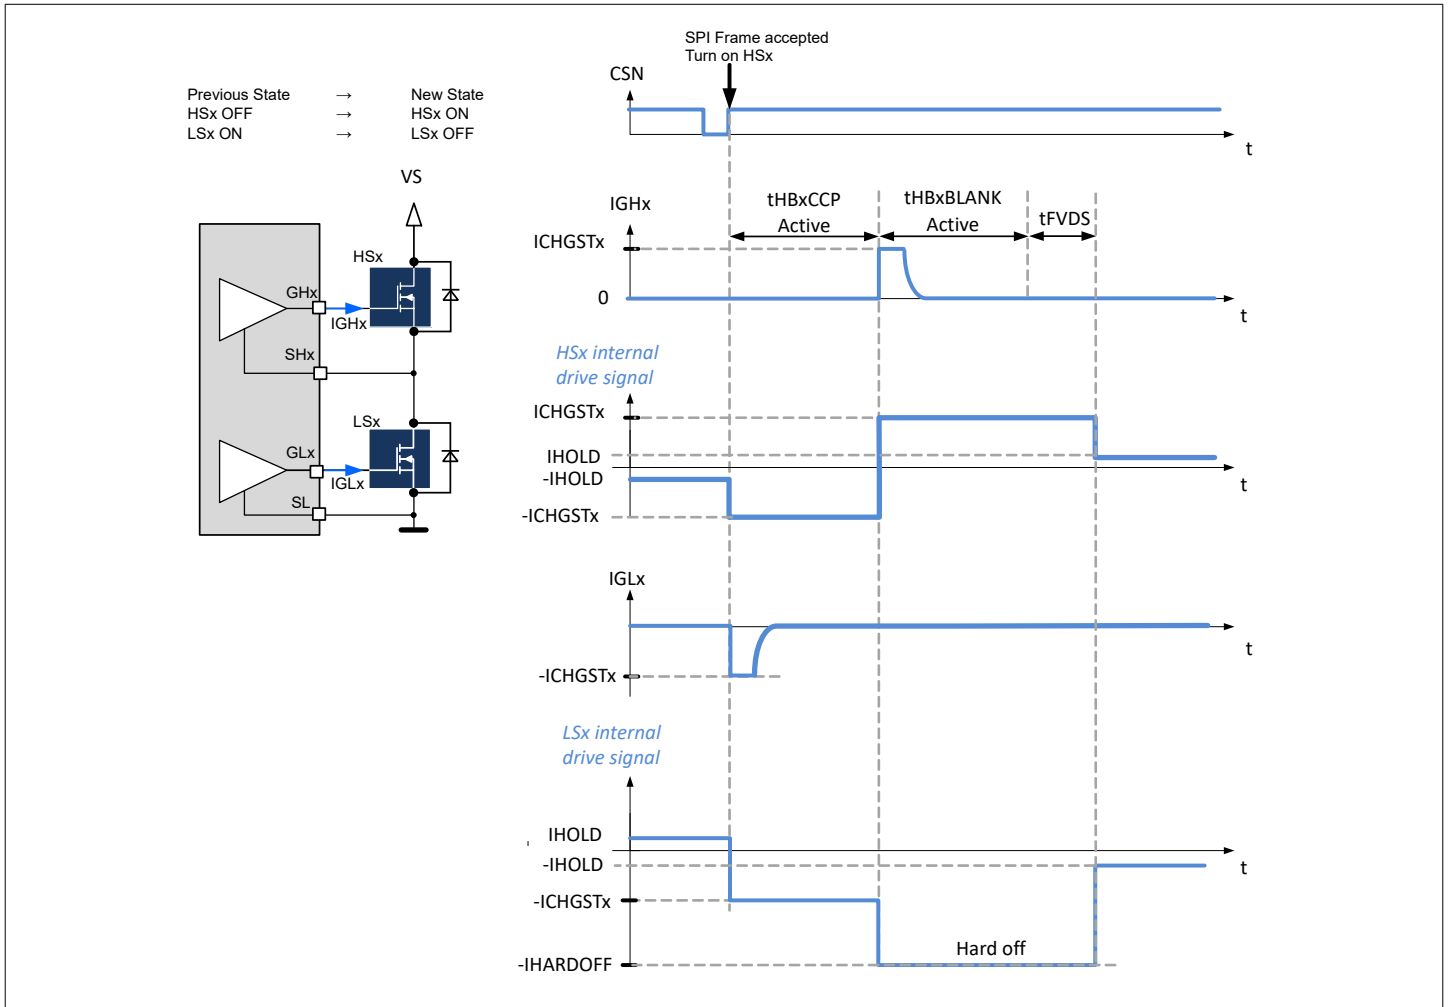 SPI Frame accepted
Turn on HSx
CSN
t
Previous State → New State
HSx OFF → HSx ON
LSx ON → LSx OFF
VS
HSx
GHx
IGHx
SHx
LSx
GLx
IGLx
SL
IGHx
tHBxCCP
Active
tHBxBLANK
Active
tFVDS
ICHGSTx
0
t
HSx internal
drive signal
ICHGSTx
IHOLD
-IHOLD
-ICHGSTx
t
IGLx
-ICHGSTx
t
LSx internal
drive signal
IHOLD
-IHOLD
-ICHGSTx
-IHARDOFF
Hard off
t